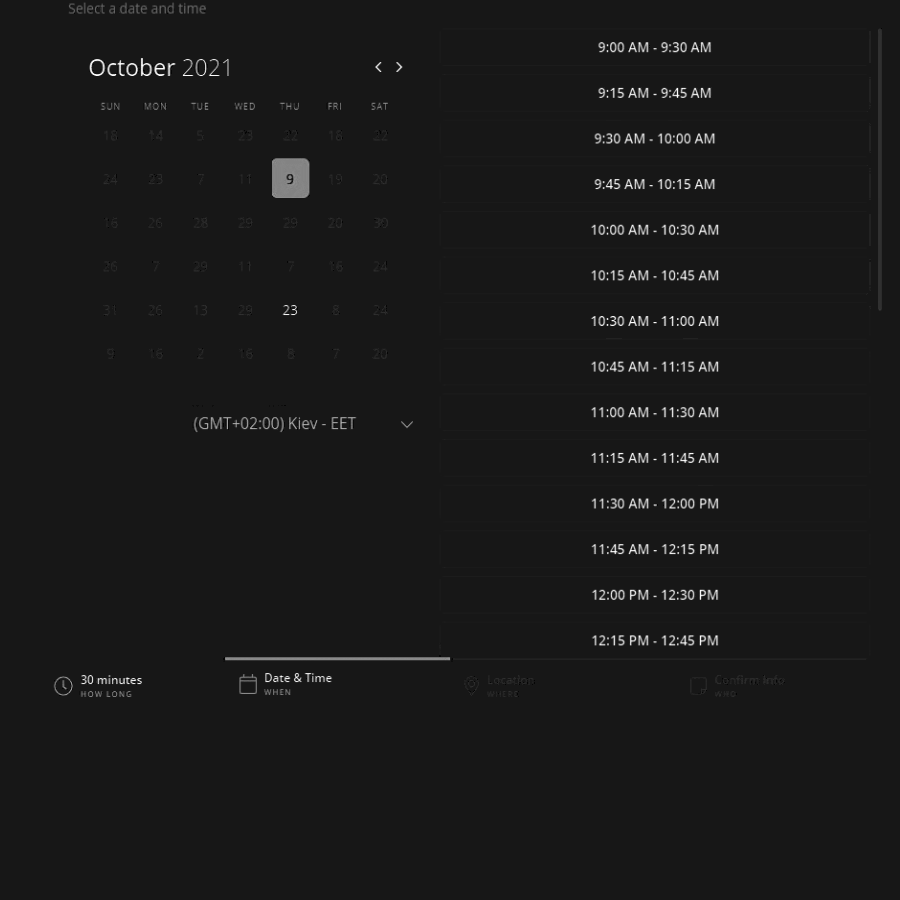 Select a date and time
October 2021
SUN MON TUE WED THU FRI SAT
18 14 5 23 22 18 22
24 23 7 11 9 19 20
16 26 28 29 29 20 30
26 7 29 11 7 16 24
31 26 13 29 23 8 24
9 16 2 16 8 7 20
(GMT+02:00) Kiev - EET
9:00 AM - 9:30 AM
9:15 AM - 9:45 AM
9:30 AM - 10:00 AM
9:45 AM - 10:15 AM
10:00 AM - 10:30 AM
10:15 AM - 10:45 AM
10:30 AM - 11:00 AM
10:45 AM - 11:15 AM
11:00 AM - 11:30 AM
11:15 AM - 11:45 AM
11:30 AM - 12:00 PM
11:45 AM - 12:15 PM
12:00 PM - 12:30 PM
12:15 PM - 12:45 PM
30 minutes
HOW LONG
Date & Time
WHEN
Location
WHERE
Confirm Info
WHO